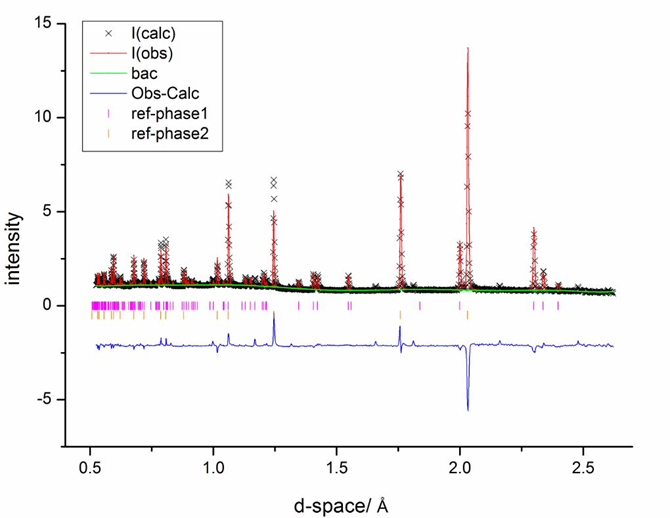 15
10
5
0
-5
intensity
I(calc)
I(obs)
bac
Obs-Calc
ref-phase1
ref-phase2
0.5 1.0 1.5 2.0 2.5
d-space/ Å